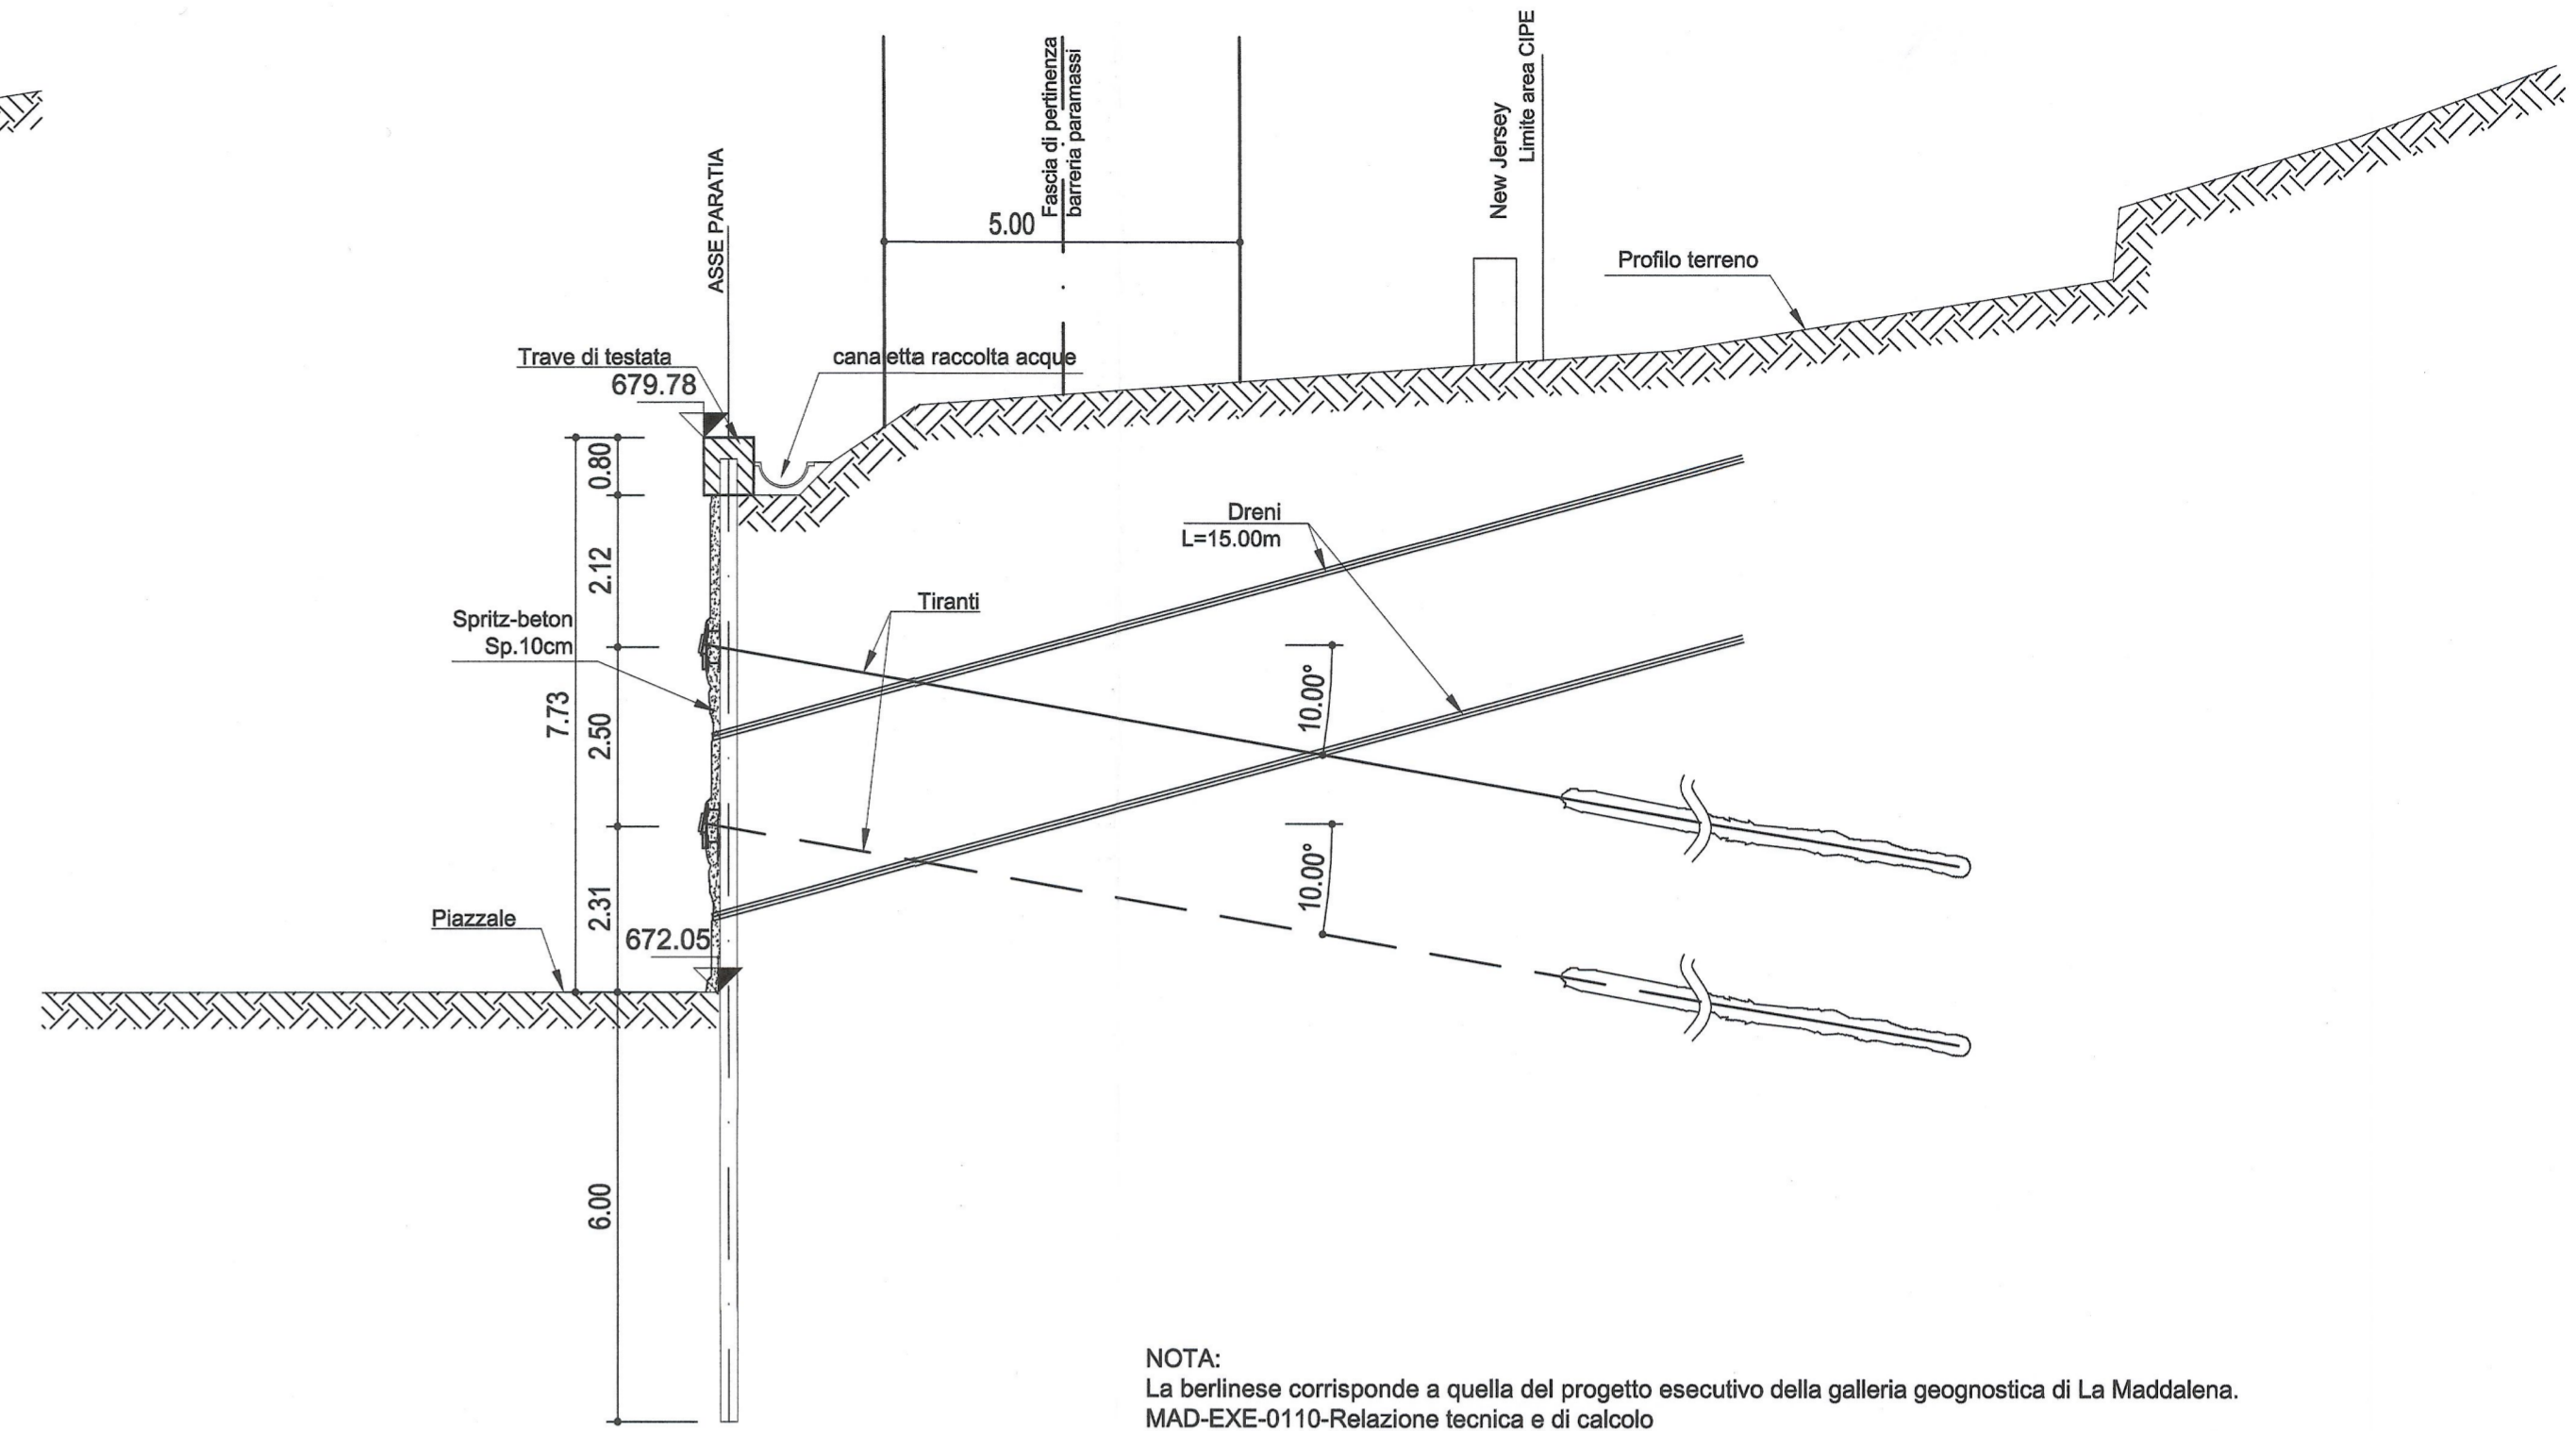 Fascia di pertinenza
barreria paramassi
New Jersey
Limite area CIPE
ASSE PARATIA
5.00
Profilo terreno
Trave di testata
679.78
canaletta raccolta acque
0.80
Dreni
L=15.00m
2.12
Tiranti
Spritz-beton
Sp.10cm
7.73
2.50
10.00°
10.00°
2.31
Piazzale
672.05
6.00
NOTA:
La berlinese corrisponde a quella del progetto esecutivo della galleria geognostica di La Maddalena.
MAD-EXE-0110-Relazione tecnica e di calcolo